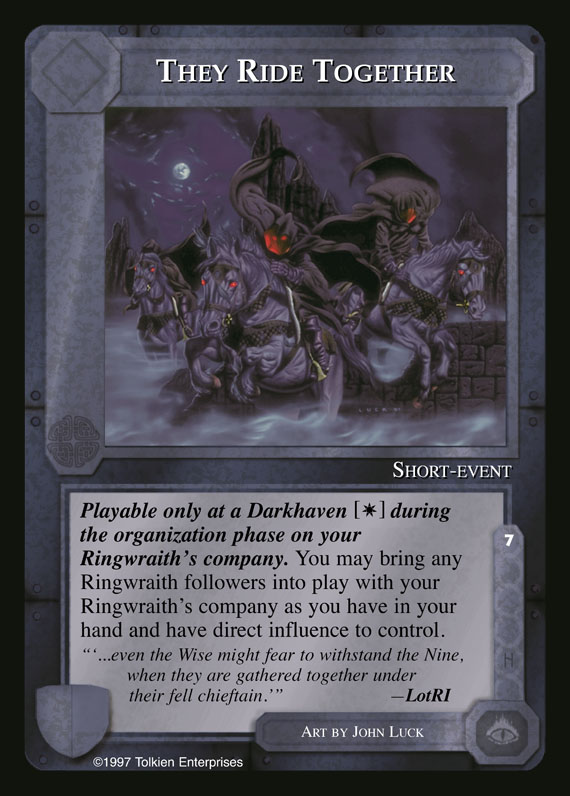 THEY RIDE TOGETHER
LUCK 97
SHORT-EVENT
Playable only at a Darkhaven [✷] during
the organization phase on your
Ringwraith's company. You may bring any
Ringwraith followers into play with your
Ringwraith's company as you have in your
hand and have direct influence to control.
7
H
“‘...even the Wise might fear to withstand the Nine,
when they are gathered together under
their fell chieftain.’” –LotRI
ART BY JOHN LUCK
©1997 Tolkien Enterprises